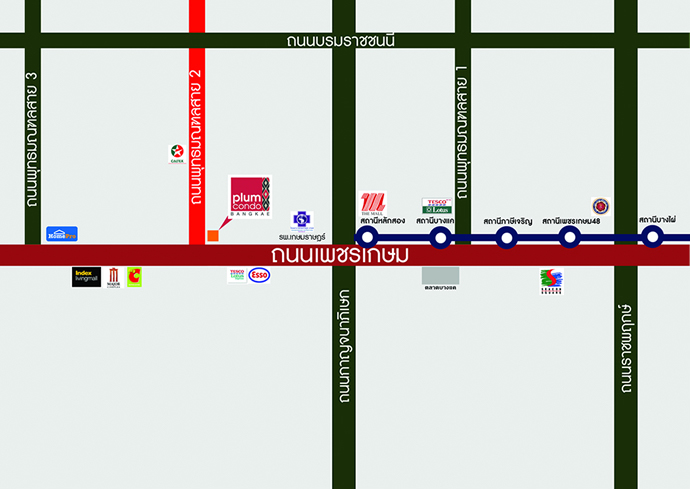 ถนนบรมราชชนนี
ถนนพุทธมณฑลสาย 3
ถนนพุทธมณฑลสาย 2
ถนนพุทธมณฑลสาย 1
CALTEX
plum
condo
BANGKAE
THE MALL
TESCO
Lotus
สถานีหลักสอง
สถานีบางแค
สถานีภาษีเจริญ
สถานีเพชรเกษม48
สถานีบางไผ่
HomePro
รพ.เกษมราษฎร์
ถนนเพชรเกษม
Index
livingmall
MAJOR
TESCO
Lotus
Esso
ตลาดบางแค
SEACON
SQUARE
ถนนกาญจนาภิเษก
ถนนราชพฤกษ์